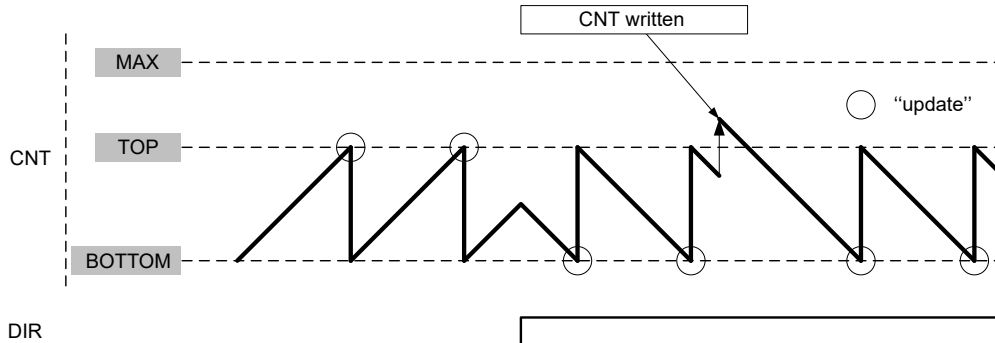 CNT written
MAX
"update"
TOP
CNT
BOTTOM
DIR